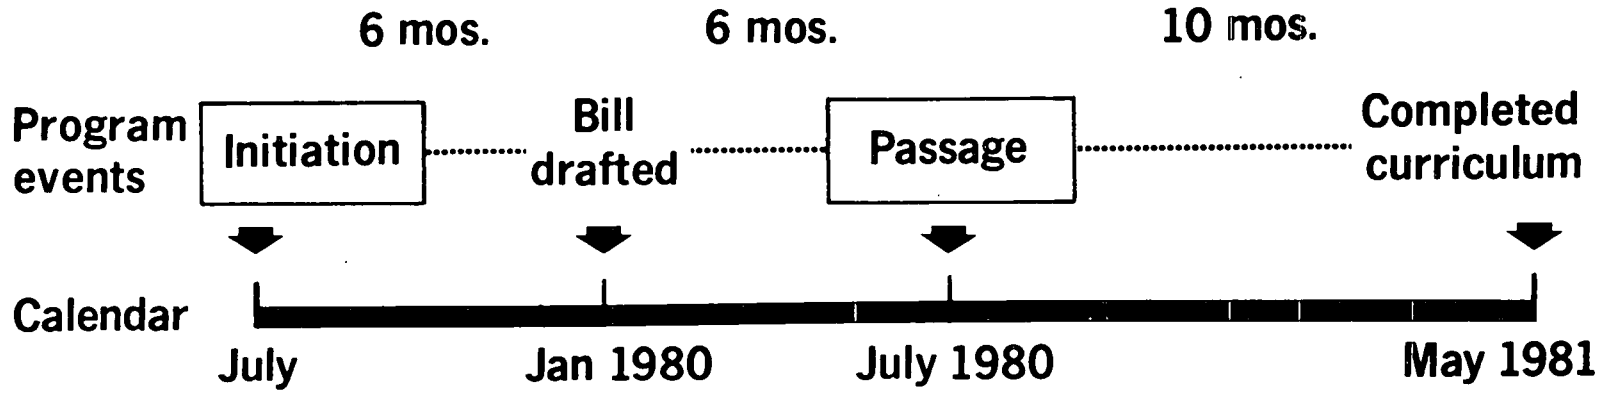 6 mos. 6 mos. 10 mos.
Program events
Initiation
Bill drafted
Passage
Completed curriculum
Calendar
July Jan 1980 July 1980 May 1981